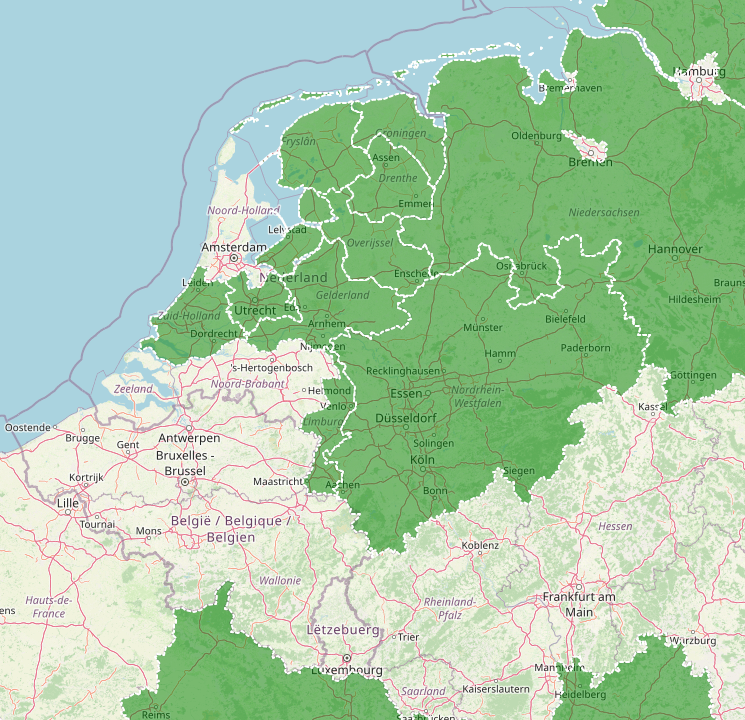 Hamburg
Bremerhaven
Oldenburg
Bremen
Groningen
Fryslân
Assen
Drenthe
Emmen
Noord-Holland
Niedersachsen
Lelystad
Amsterdam
Overijssel
Hannover
Nederland
Enschede
Osnabrück
Leiden
Gelderland
Hildesheim
Utrecht
Ede
Zuid-Holland
Arnhem
Bielefeld
Dordrecht
Münster
Nijmegen
Hamm
Paderborn
's-Hertogenbosch
Recklinghausen
Göttingen
Zeeland
Noord-Brabant
Helmond
Essen
Nordrhein-
Westfalen
Venlo
Kassel
Oostende
Brugge
Antwerpen
Limburg
Düsseldorf
Gent
Bruxelles -
Brussel
Solingen
Köln
Kortrijk
Maastricht
Aachen
Siegen
Lille
Bonn
Tournai
Mons
België / Belgique /
Belgien
Hessen
Koblenz
Wallonie
Hauts-de-
France
Rheinland-
Pfalz
Frankfurt am
Main
Lëtzebuerg
Trier
Würzburg
Luxembourg
Mannheim
Kaiserslautern
Saarland
Heidelberg
Reims
Saarbrücken